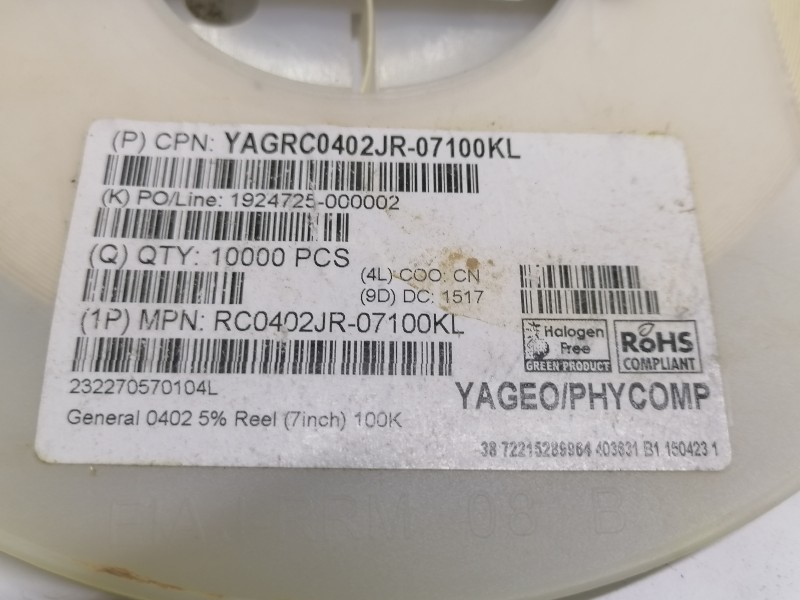 (P) CPN: YAGRC0402JR-07100KL
(K) PO/Line: 1924725-000002
(Q) QTY: 10000 PCS
(4L) COO: CN
(9D) DC: 1517
(1P) MPN: RC0402JR-07100KL
Halogen
Free
GREEN PRODUCT
RoHS
COMPLIANT
232270570104L
YAGEO/PHYCOMP
General 0402 5% Reel (7inch) 100K
38 72215289964 403631 B1 150423 1
08 B